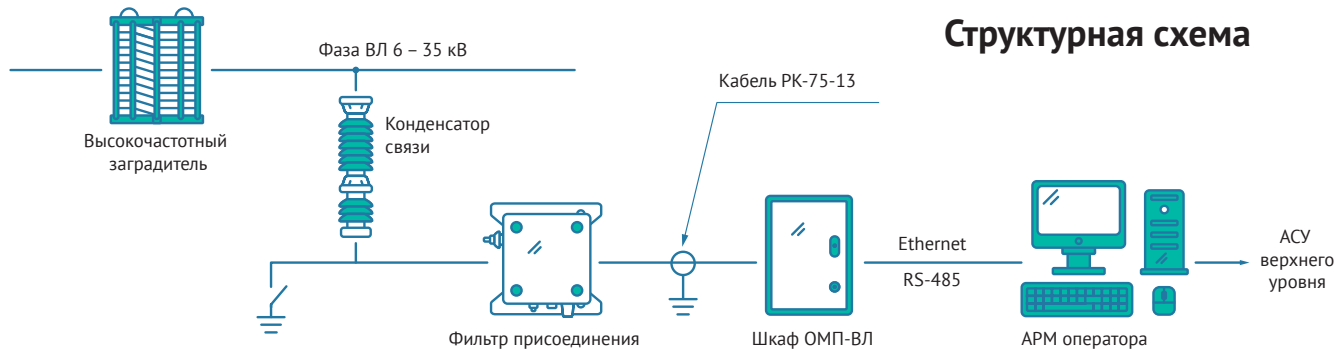 Структурная схема
Фаза ВЛ 6 – 35 кВ
Кабель РК-75-13
Высокочастотный
заградитель
Конденсатор
связи
Ethernet
RS-485
АСУ
верхнего
уровня
Фильтр присоединения
Шкаф ОМП-ВЛ
АРМ оператора